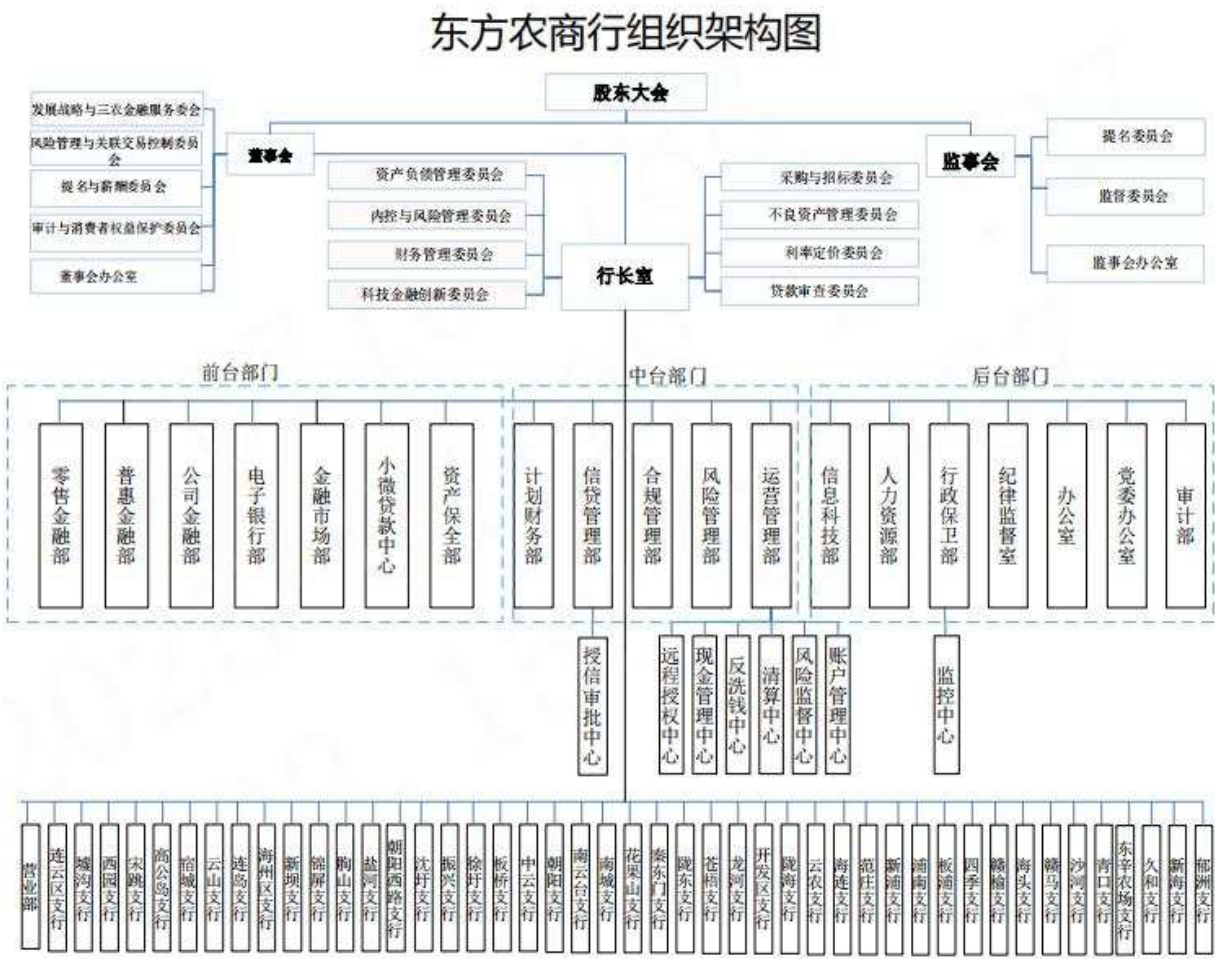 东方农商行组织架构图
股东大会
发展战略与三农金融服务委会
风险管理与关联交易控制委员
会
提名与薪酬委员会
审计与消费者权益保护委员会
董事会办公室
董事会
监事会
提名委员会
监督委员会
监事会办公室
资产负债管理委员会
内控与风险管理委员会
财务管理委员会
科技金融创新委员会
行长室
采购与招标委员会
不良资产管理委员会
利率定价委员会
贷款审查委员会
前台部门
中台部门
后台部门
零售金融部
普惠金融部
公司金融部
电子银行部
金融市场部
小微贷款中心
资产保全部
计划财务部
信贷管理部
合规管理部
风险管理部
运营管理部
信息科技部
人力资源部
行政保卫部
纪律监督室
办公室
党委办公室
审计部
授信审批中心
远程授权中心
现金管理中心
反洗钱中心
清算中心
风险监督中心
账户管理中心
监控中心
营业部
连云区支行
墟沟支行
西园支行
宋跳支行
高公岛支行
宿城支行
云山支行
连岛支行
海州区支行
新坝支行
锦屏支行
朐山支行
盐河支行
朝阳西路支行
沈圩支行
振兴支行
徐圩支行
板桥支行
中云支行
朝阳支行
南云台支行
南城支行
花果山支行
秦东门支行
陇东支行
苍梧支行
龙河支行
开发区支行
陇海支行
云农支行
海连支行
范庄支行
新浦支行
浦南支行
板浦支行
四季支行
赣榆支行
海头支行
赣马支行
沙河支行
青口支行
东辛农场支行
久和支行
新海支行
郁洲支行